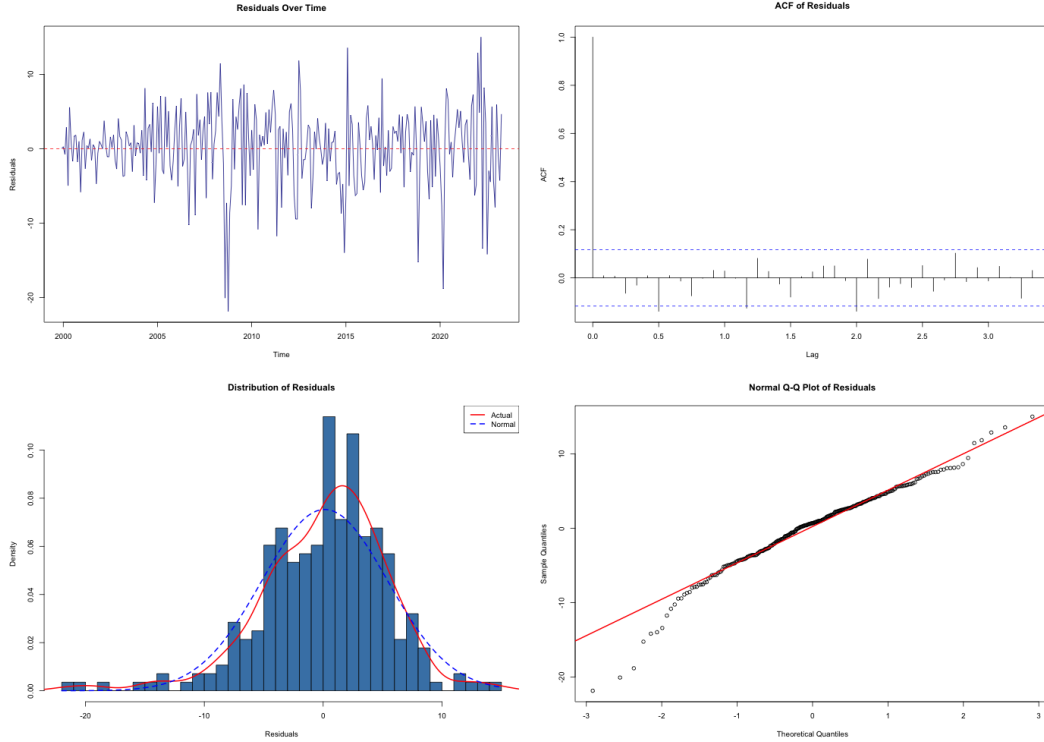 Residuals Over Time
Residuals
10
0
-10
-20
2000 2005 2010 2015 2020
Time
ACF of Residuals
ACF
1.0
0.8
0.6
0.4
0.2
0.0
0.0 0.5 1.0 1.5 2.0 2.5 3.0
Lag
Distribution of Residuals
Actual
Normal
Density
0.10
0.08
0.06
0.04
0.02
0.00
-20 -10 0 10
Residuals
Normal Q-Q Plot of Residuals
Sample Quantiles
10
0
-10
-20
-3 -2 -1 0 1 2 3
Theoretical Quantiles